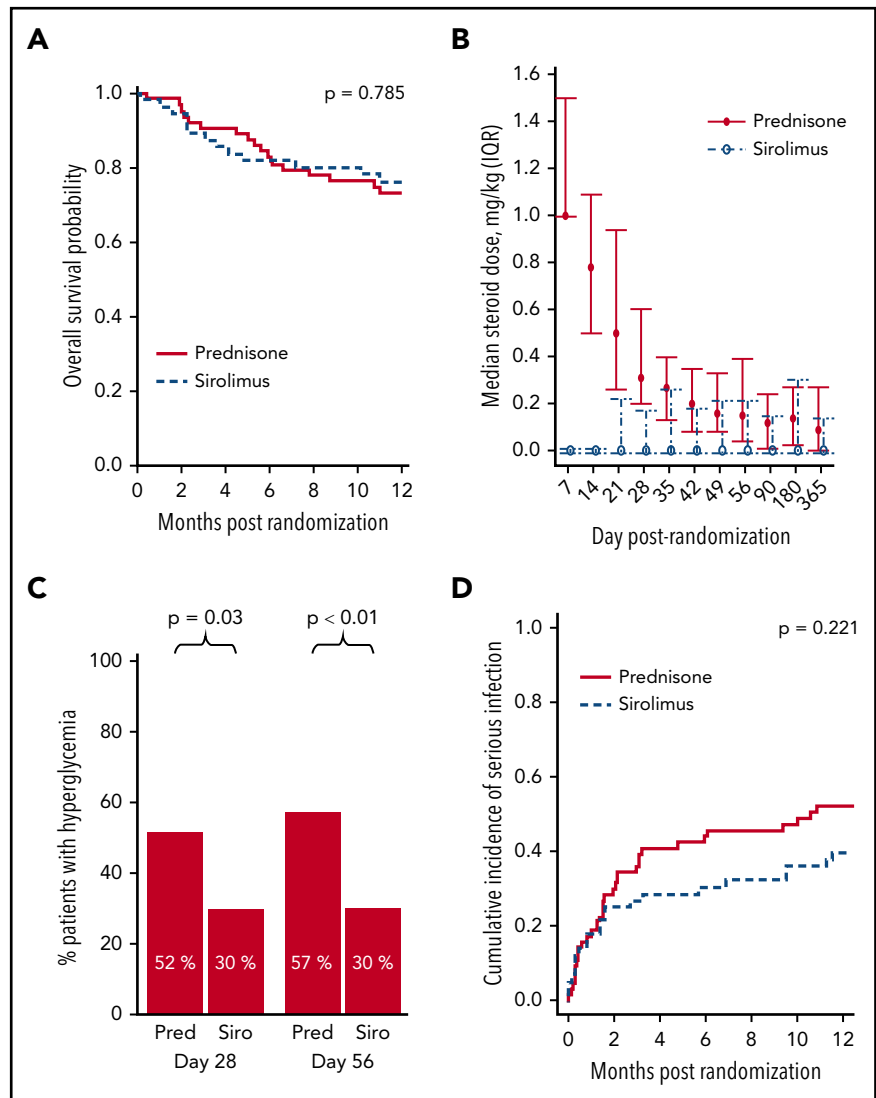 A
Overall survival probability
1.0
0.8
0.6
0.4
0.2
0.0
p = 0.785
Prednisone
Sirolimus
0 2 4 6 8 10 12
Months post randomization
B
Median steroid dose, mg/kg (IQR)
1.6
1.4
1.2
1.0
0.8
0.6
0.4
0.2
0.0
Prednisone
Sirolimus
7 14 21 28 35 42 49 56 90 180 365
Day post-randomization
C
% patients with hyperglycemia
p = 0.03 p < 0.01
100
80
60
40
20
0
52 % 30 % 57 % 30 %
Pred Siro Pred Siro
Day 28 Day 56
D
Cumulative incidence of serious infection
1.0
0.8
0.6
0.4
0.2
0.0
p = 0.221
Prednisone
Sirolimus
0 2 4 6 8 10 12
Months post randomization